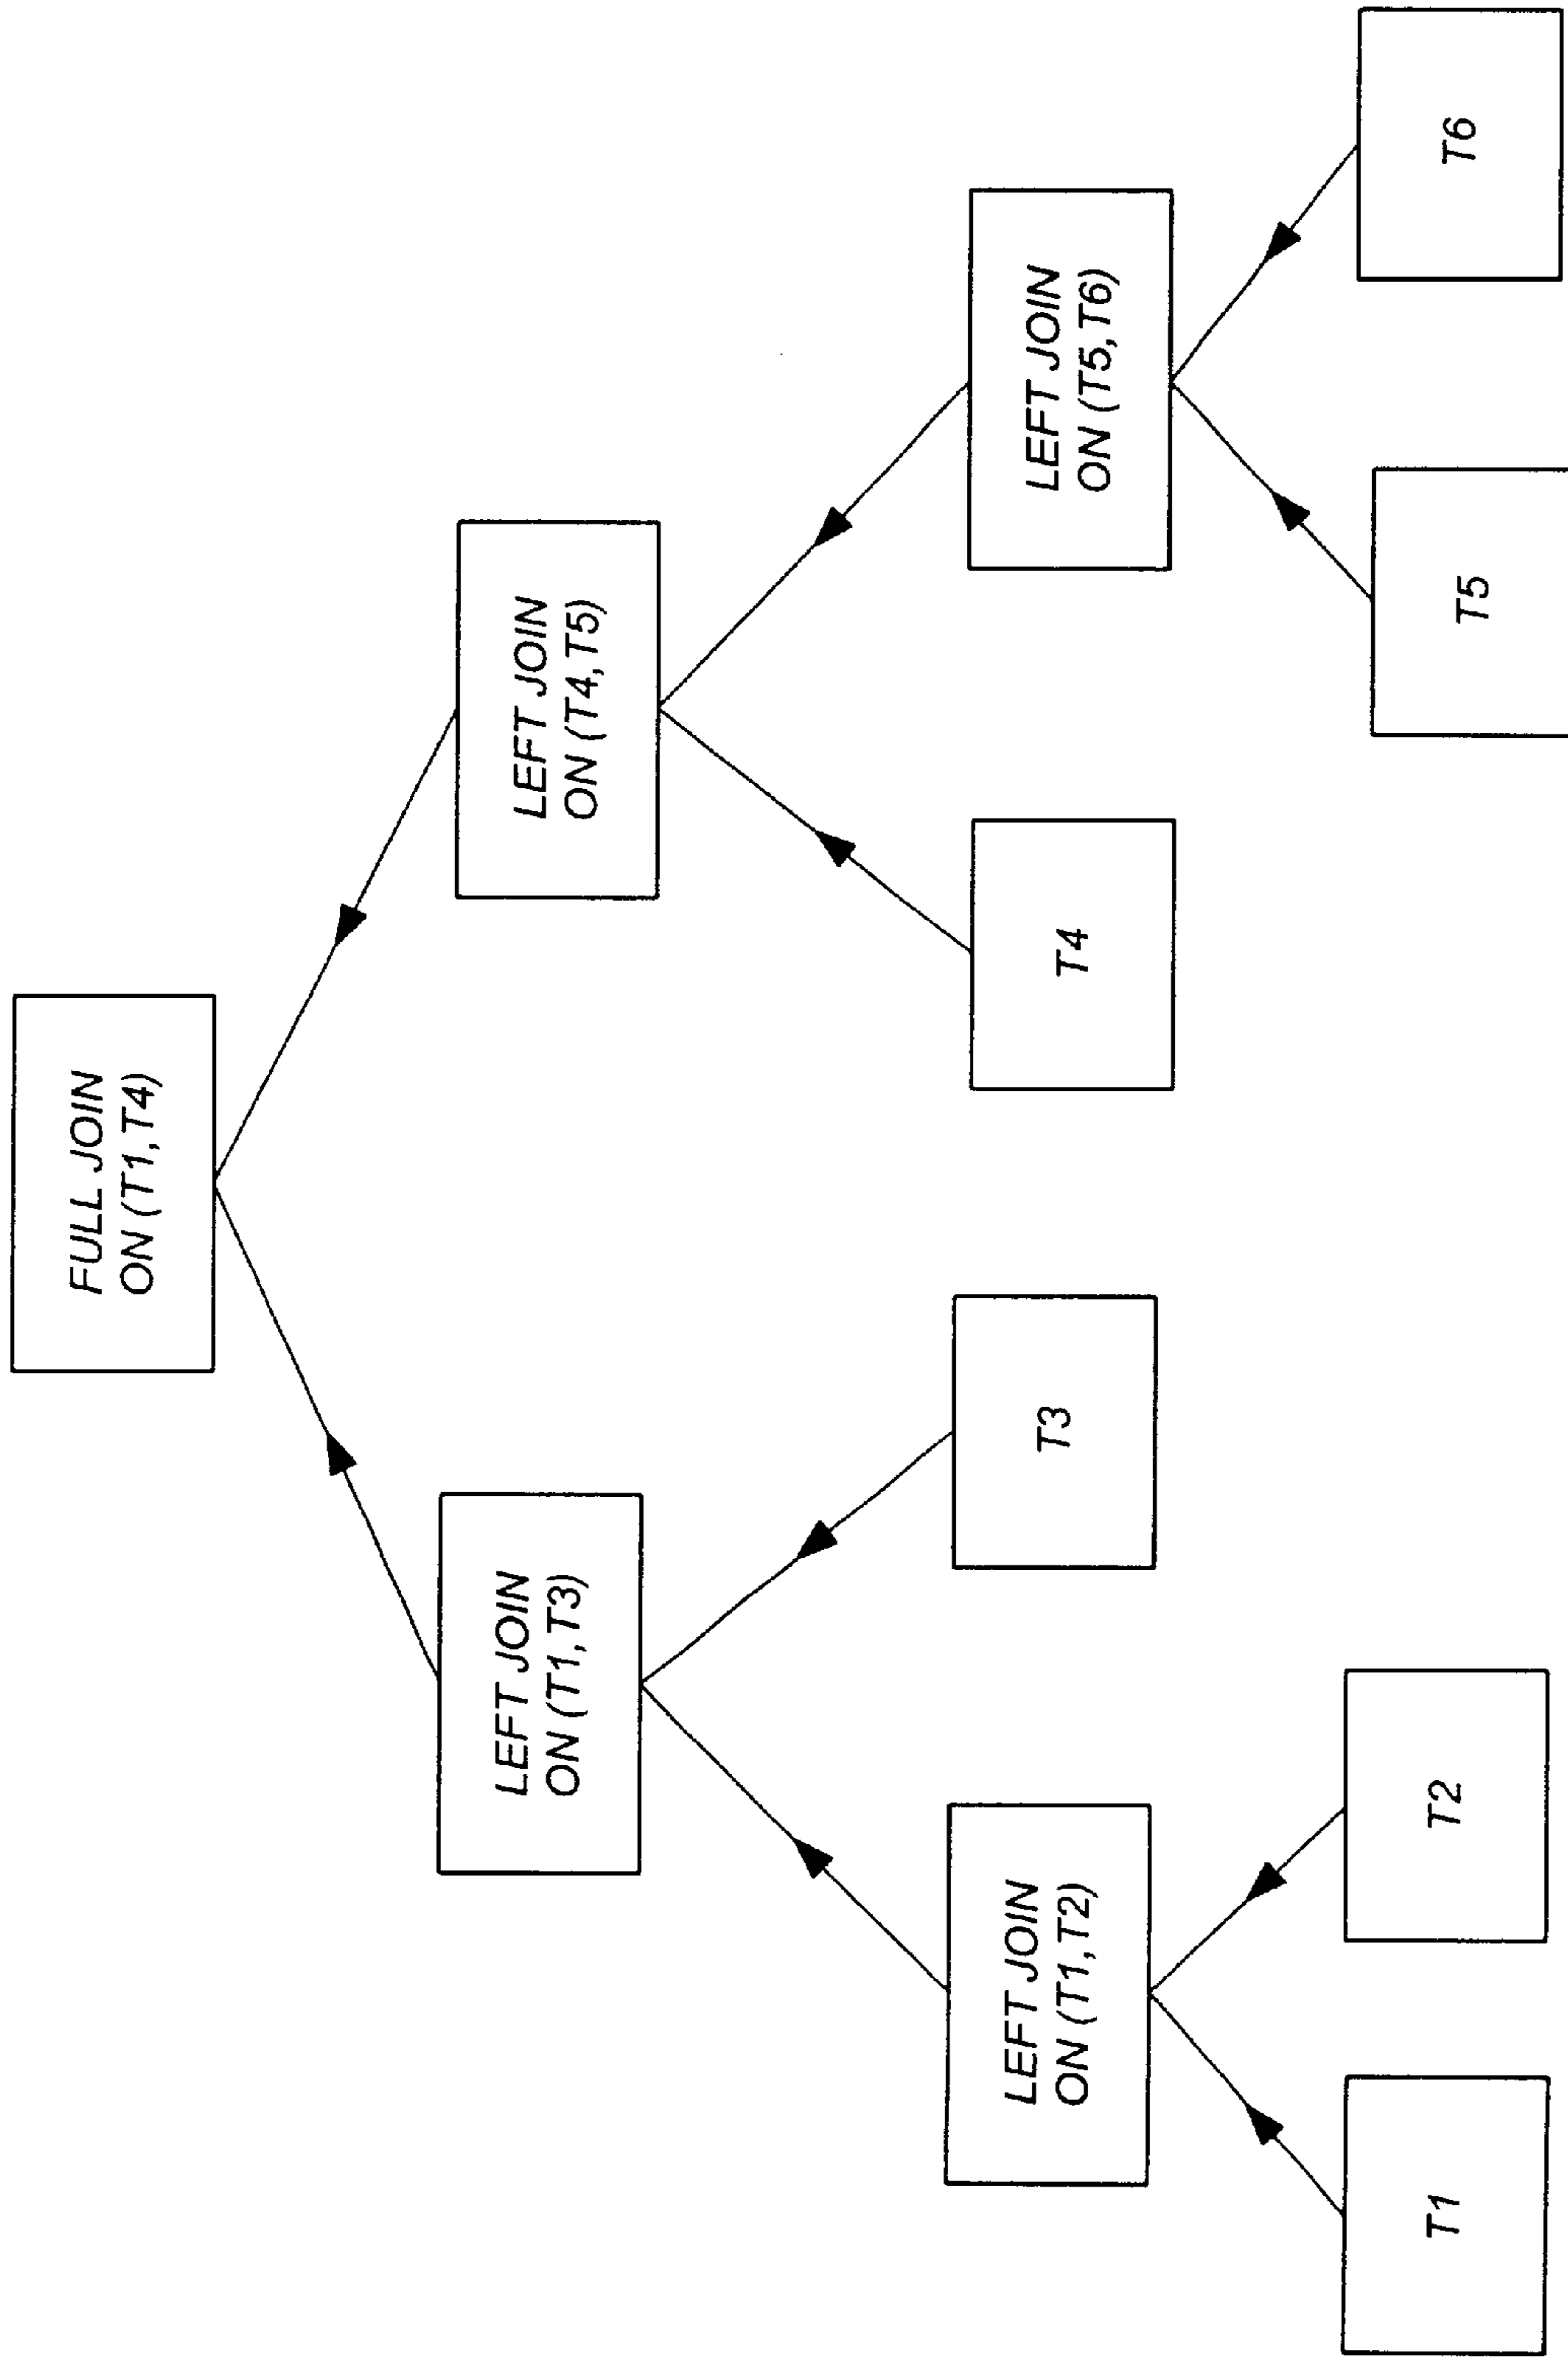 FULL JOIN
ON (T1,T4)
LEFT JOIN
ON (T1,T3)
LEFT JOIN
ON (T4,T5)
LEFT JOIN
ON (T1,T2)
T3
T4
LEFT JOIN
ON (T5,T6)
T1
T2
T5
T6